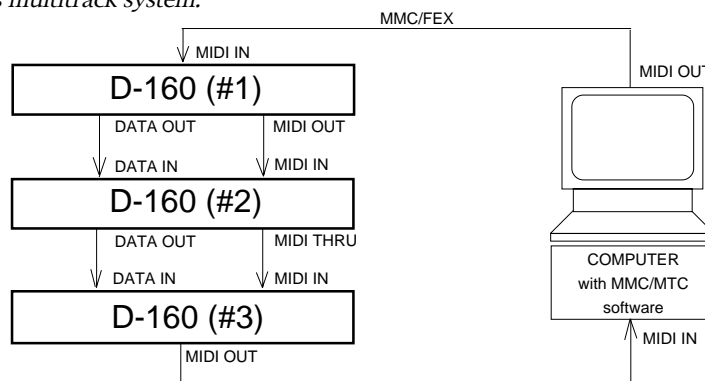 s multitrack system.
MMC/FEX
MIDI IN
MIDI OUT
D-160 (#1)
DATA OUT
MIDI OUT
DATA IN
MIDI IN
D-160 (#2)
DATA OUT
MIDI THRU
COMPUTER
with MMC/MTC
software
DATA IN
MIDI IN
D-160 (#3)
MIDI IN
MIDI OUT